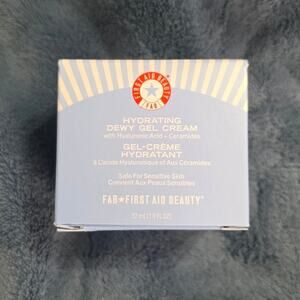 FIRST AID
BEAUTY
HYDRATING
DEWY GEL CREAM
with Hyaluronic Acid + Ceramides
GEL-CRÈME
HYDRATANT
à L'acide Hyaluronique et Aux Céramides
Safe For Sensitive Skin
Convient Aux Peaux Sensibles
FAB★FIRST AID BEAUTY